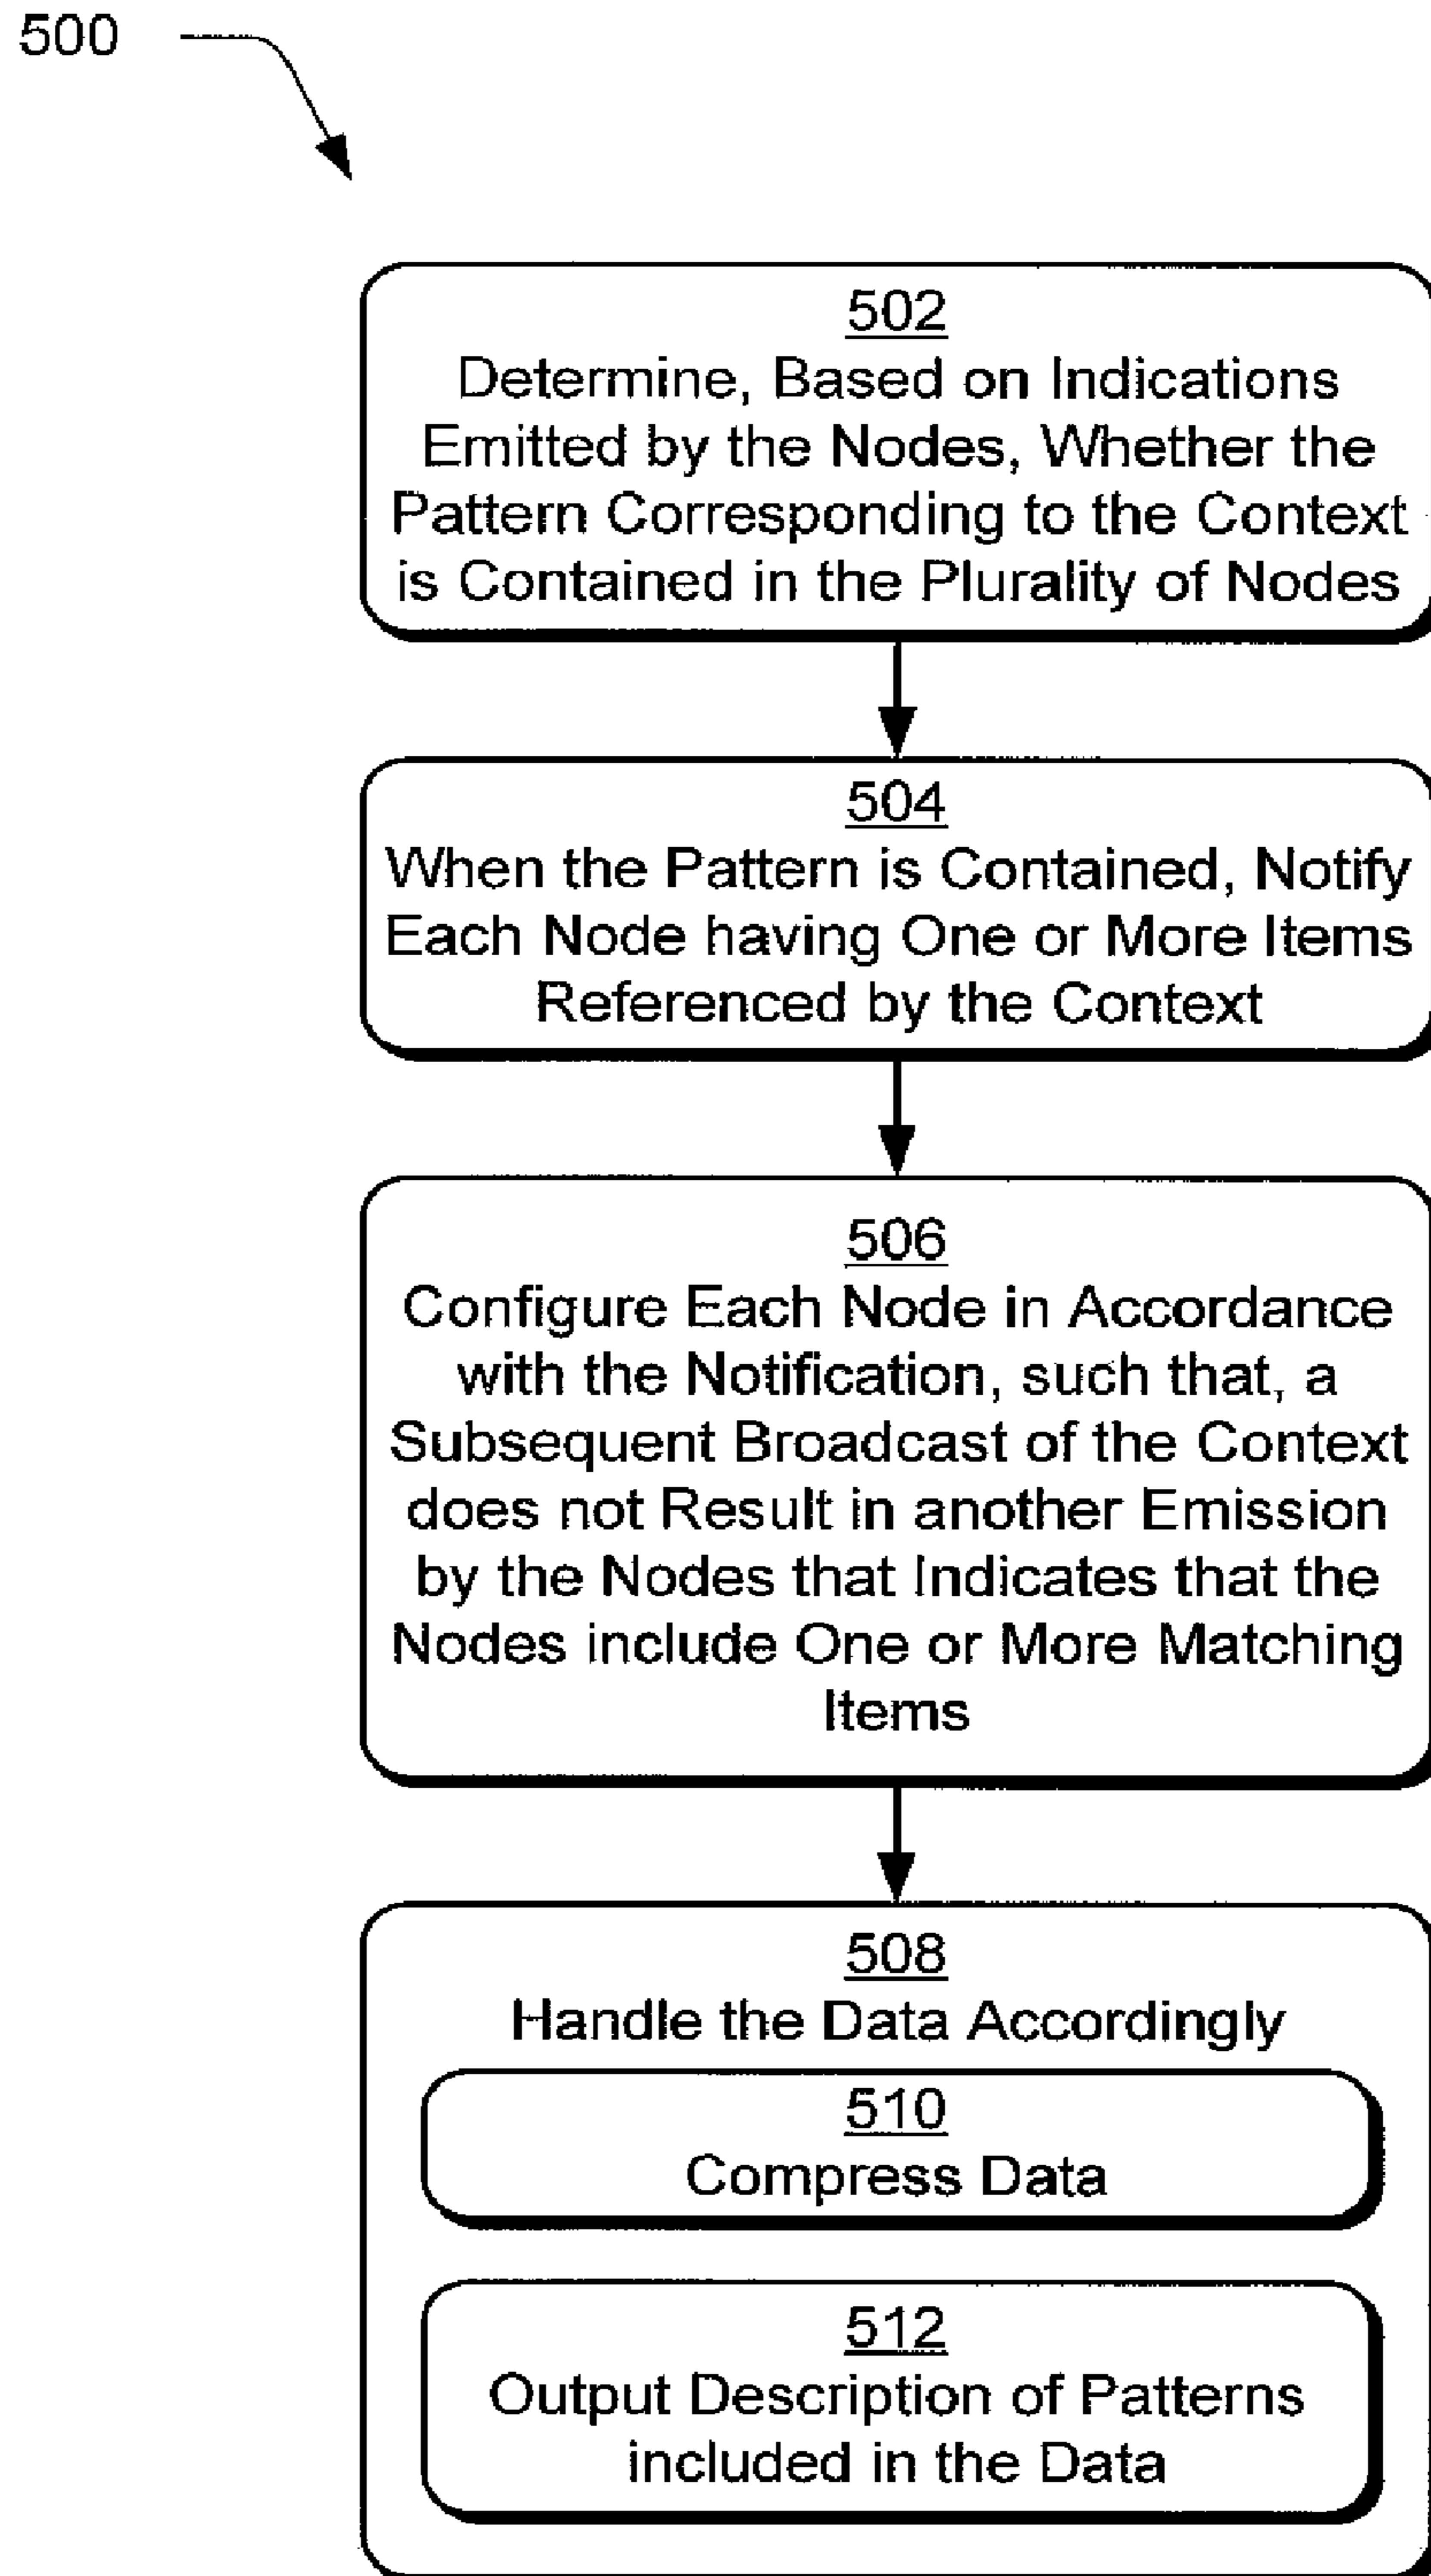 500
502
Determine, Based on Indications
Emitted by the Nodes, Whether the
Pattern Corresponding to the Context
is Contained in the Plurality of Nodes
504
When the Pattern is Contained, Notify
Each Node having One or More Items
Referenced by the Context
506
Configure Each Node in Accordance
with the Notification, such that, a
Subsequent Broadcast of the Context
does not Result in another Emission
by the Nodes that Indicates that the
Nodes include One or More Matching
Items
508
Handle the Data Accordingly
510
Compress Data
512
Output Description of Patterns
included in the Data